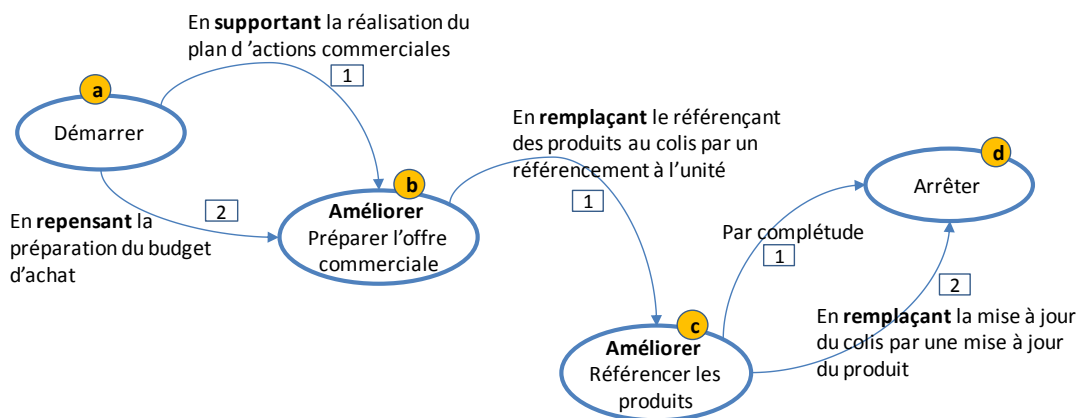 En supportant la réalisation du
plan d ’actions commerciales
1
a
Démarrer
2
En repensant la
préparation du budget
d’achat
b
Améliorer
Préparer l’offre
commerciale
En remplaçant le référençant
des produits au colis par un
référencement à l’unité
1
d
Arrêter
Par complétude
1
2
c
Améliorer
Référencer les
produits
En remplaçant la mise à jour
du colis par une mise à jour
du produit